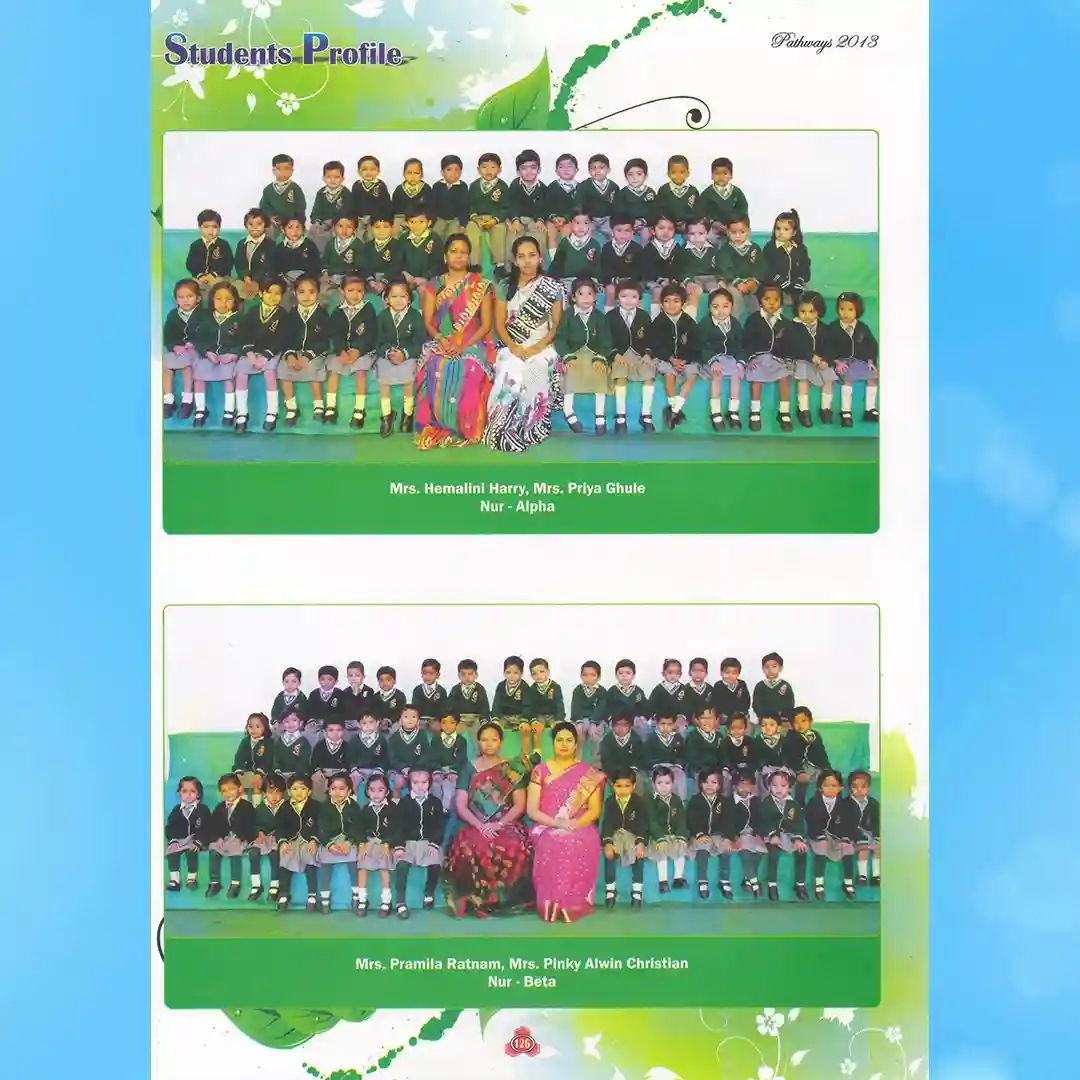 Students Profile
Pathways 2013
Mrs. Hemalini Harry, Mrs. Priya Ghule
Nur - Alpha
Mrs. Pramila Ratnam, Mrs. Pinky Alwin Christian
Nur - Beta
126